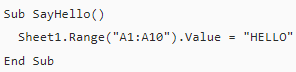 Sub SayHello()
  Sheet1.Range("A1:A10").Value = "HELLO"
End Sub